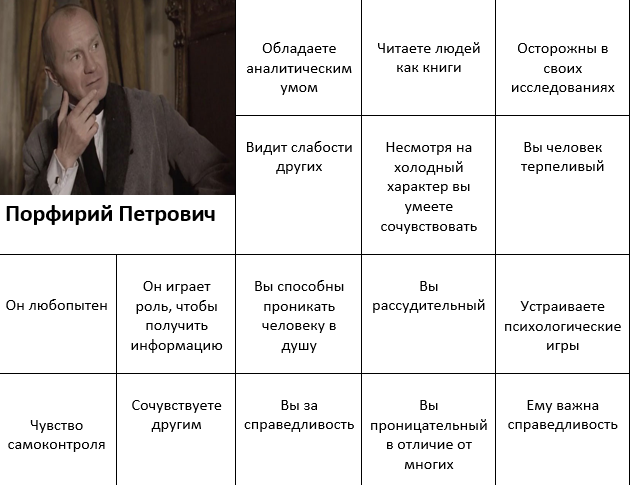 Обладаете
аналитическим
умом
Читаете людей
как книги
Осторожны в
своих
исследованиях
Видит слабости
других
Несмотря на
холодный
характер вы
умеете
сочувствовать
Вы человек
терпеливый
Порфирий Петрович
Он любопытен
Он играет
роль, чтобы
получить
информацию
Вы способны
проникать
человеку в
душу
Вы
рассудительный
Устраиваете
психологические
игры
Чувство
самоконтроля
Сочувствуете
другим
Вы за
справедливость
Вы
проницательный
в отличие от
многих
Ему важна
справедливость